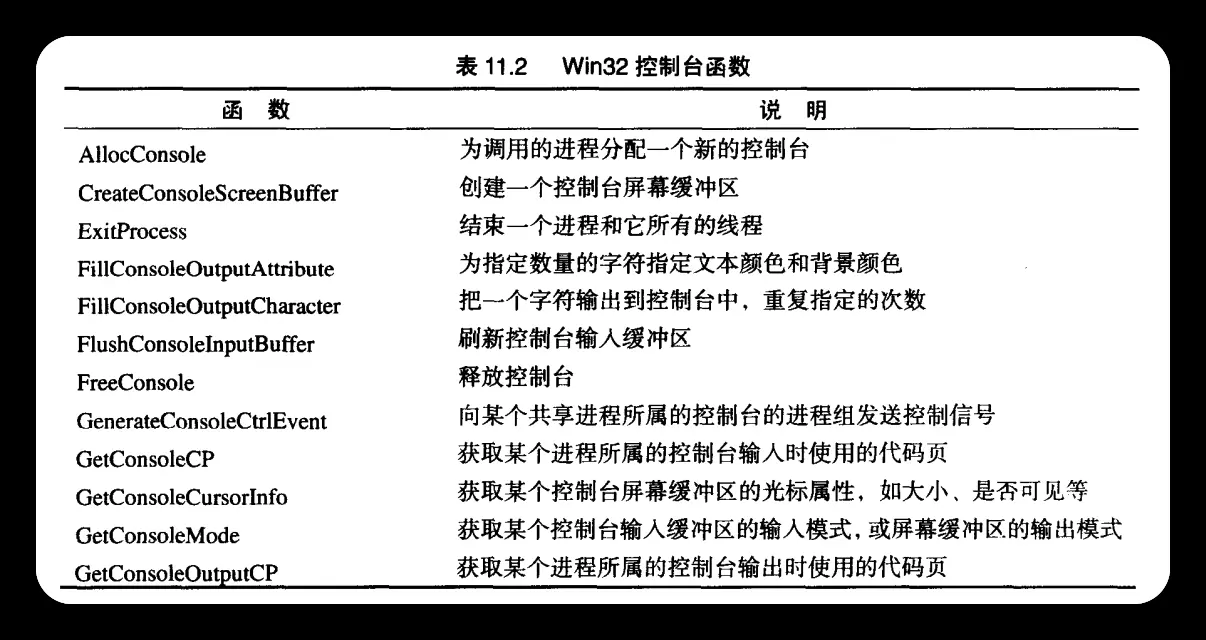 表 11.2 Win32 控制台函数
函 数 说 明
AllocConsole 为调用的进程分配一个新的控制台
CreateConsoleScreenBuffer 创建一个控制台屏幕缓冲区
ExitProcess 结束一个进程和它所有的线程
FillConsoleOutputAttribute 为指定数量的字符指定文本颜色和背景颜色
FillConsoleOutputCharacter 把一个字符输出到控制台中，重复指定的次数
FlushConsoleInputBuffer 刷新控制台输入缓冲区
FreeConsole 释放控制台
GenerateConsoleCtrlEvent 向某个共享进程所属的控制台的进程组发送控制信号
GetConsoleCP 获取某个进程所属的控制台输入时使用的代码页
GetConsoleCursorInfo 获取某个控制台屏幕缓冲区的光标属性，如大小、是否可见等
GetConsoleMode 获取某个控制台输入缓冲区的输入模式，或屏幕缓冲区的输出模式
GetConsoleOutputCP 获取某个进程所属的控制台输出时使用的代码页